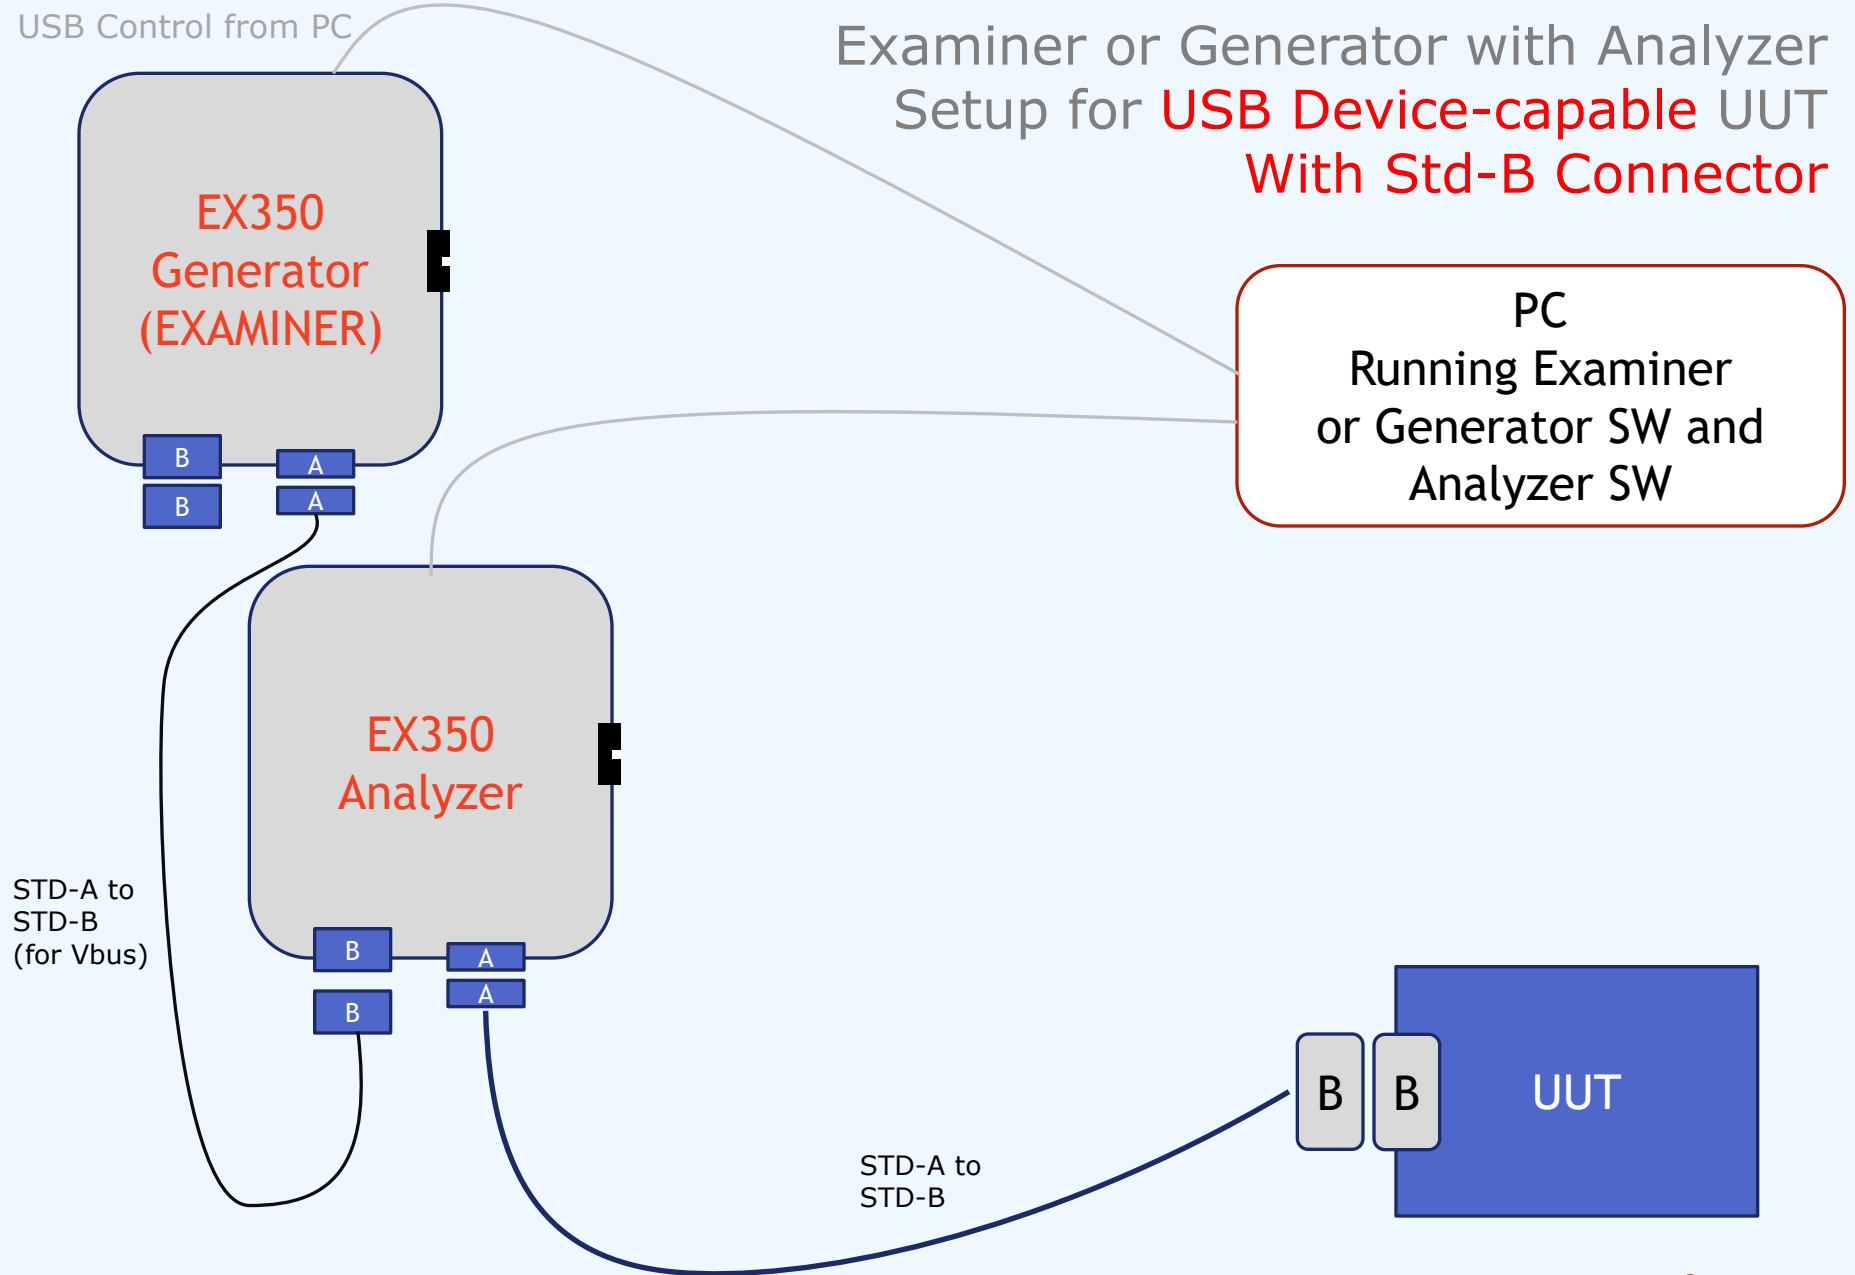 USB Control from PC
Examiner or Generator with Analyzer
Setup for USB Device-capable UUT
With Std-B Connector
EX350
Generator
(EXAMINER)
PC
Running Examiner
or Generator SW and
Analyzer SW
B
A
B
A
EX350
Analyzer
STD-A to
STD-B
(for Vbus)
B
A
B
A
B
B
UUT
STD-A to
STD-B